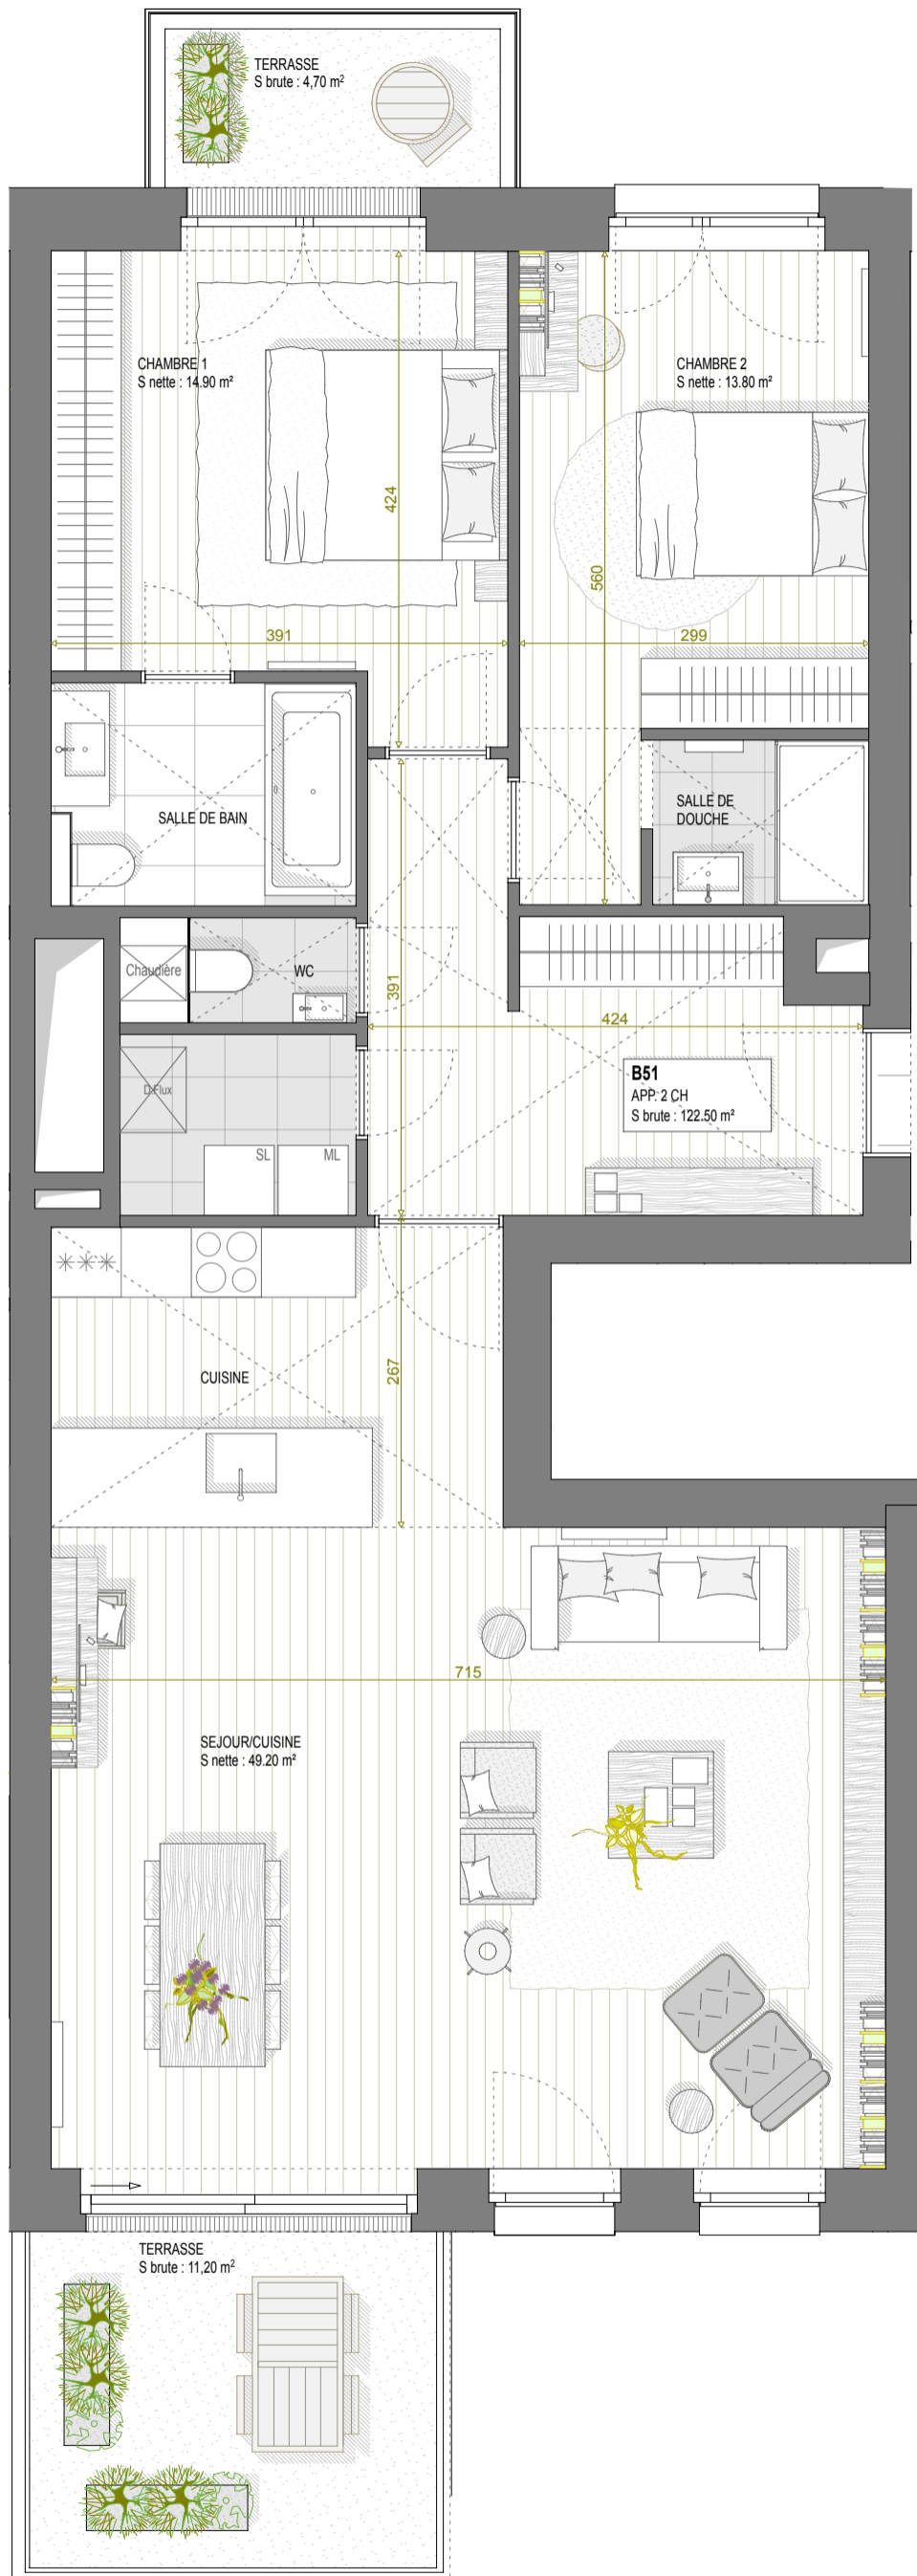 TERRASSE
S brute : 4,70 m²
CHAMBRE 1
S nette : 14.90 m²
CHAMBRE 2
S nette : 13.80 m²
424
560
391
299
SALLE DE BAIN
SALLE DE
DOUCHE
Chaudière
WC
391
424
B51
APP. 2 CH
S brute : 122.50 m²
D.Flux
SL
ML
267
CUISINE
715
SEJOUR/CUISINE
S nette : 49.20 m²
TERRASSE
S brute : 11,20 m²